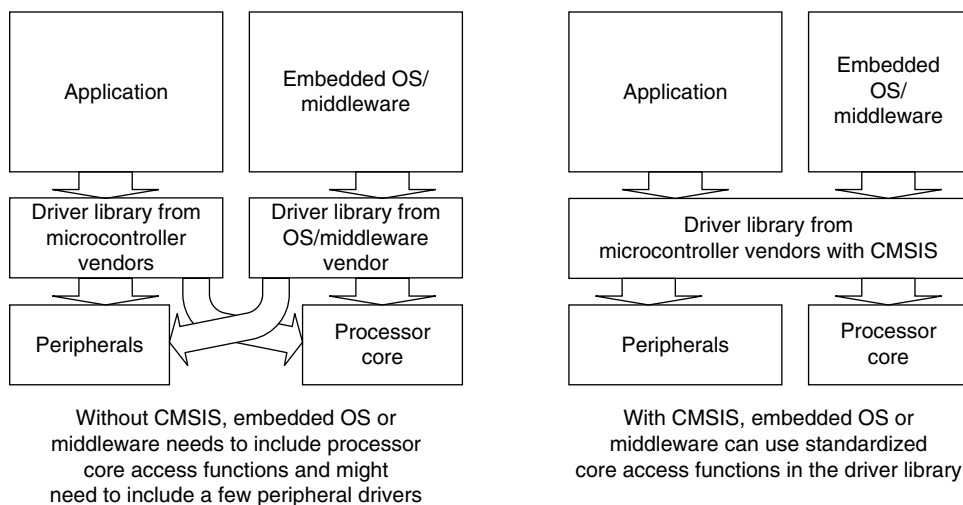 Application
Embedded OS/
middleware
Driver library from
microcontroller
vendors
Driver library from
OS/middleware
vendor
Peripherals
Processor
core
Without CMSIS, embedded OS or
middleware needs to include processor
core access functions and might
need to include a few peripheral drivers
Application
Embedded
OS/
middleware
Driver library from
microcontroller vendors with CMSIS
Peripherals
Processor
core
With CMSIS, embedded OS or
middleware can use standardized
core access functions in the driver library